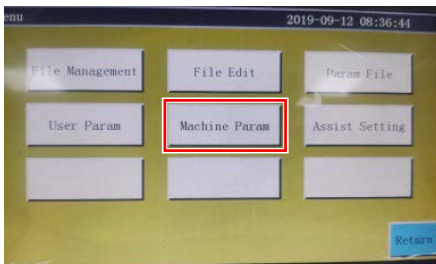 enu 2019-09-12 08:36:44
File Management File Edit Param File
User Param Machine Param Assist Setting
Return